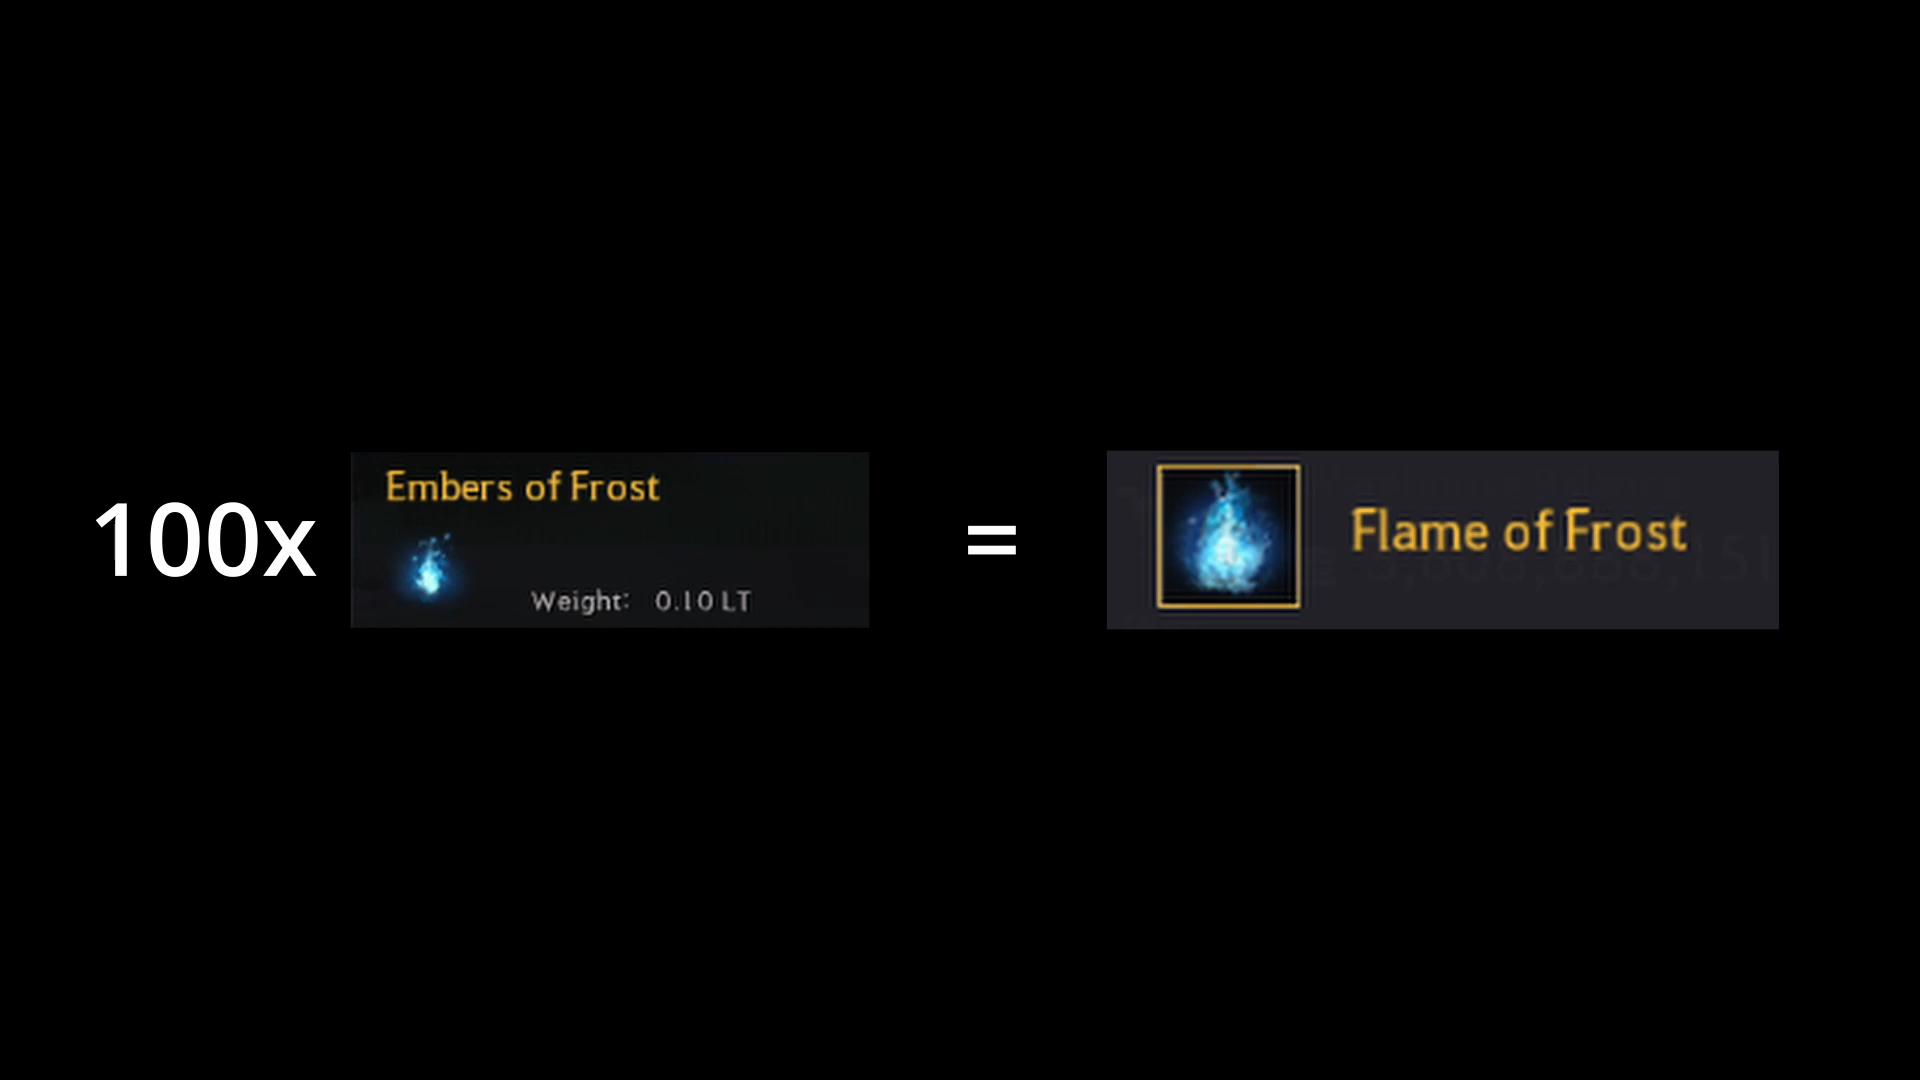 100x
Embers of Frost
Weight: 0.10 LT
=
Flame of Frost